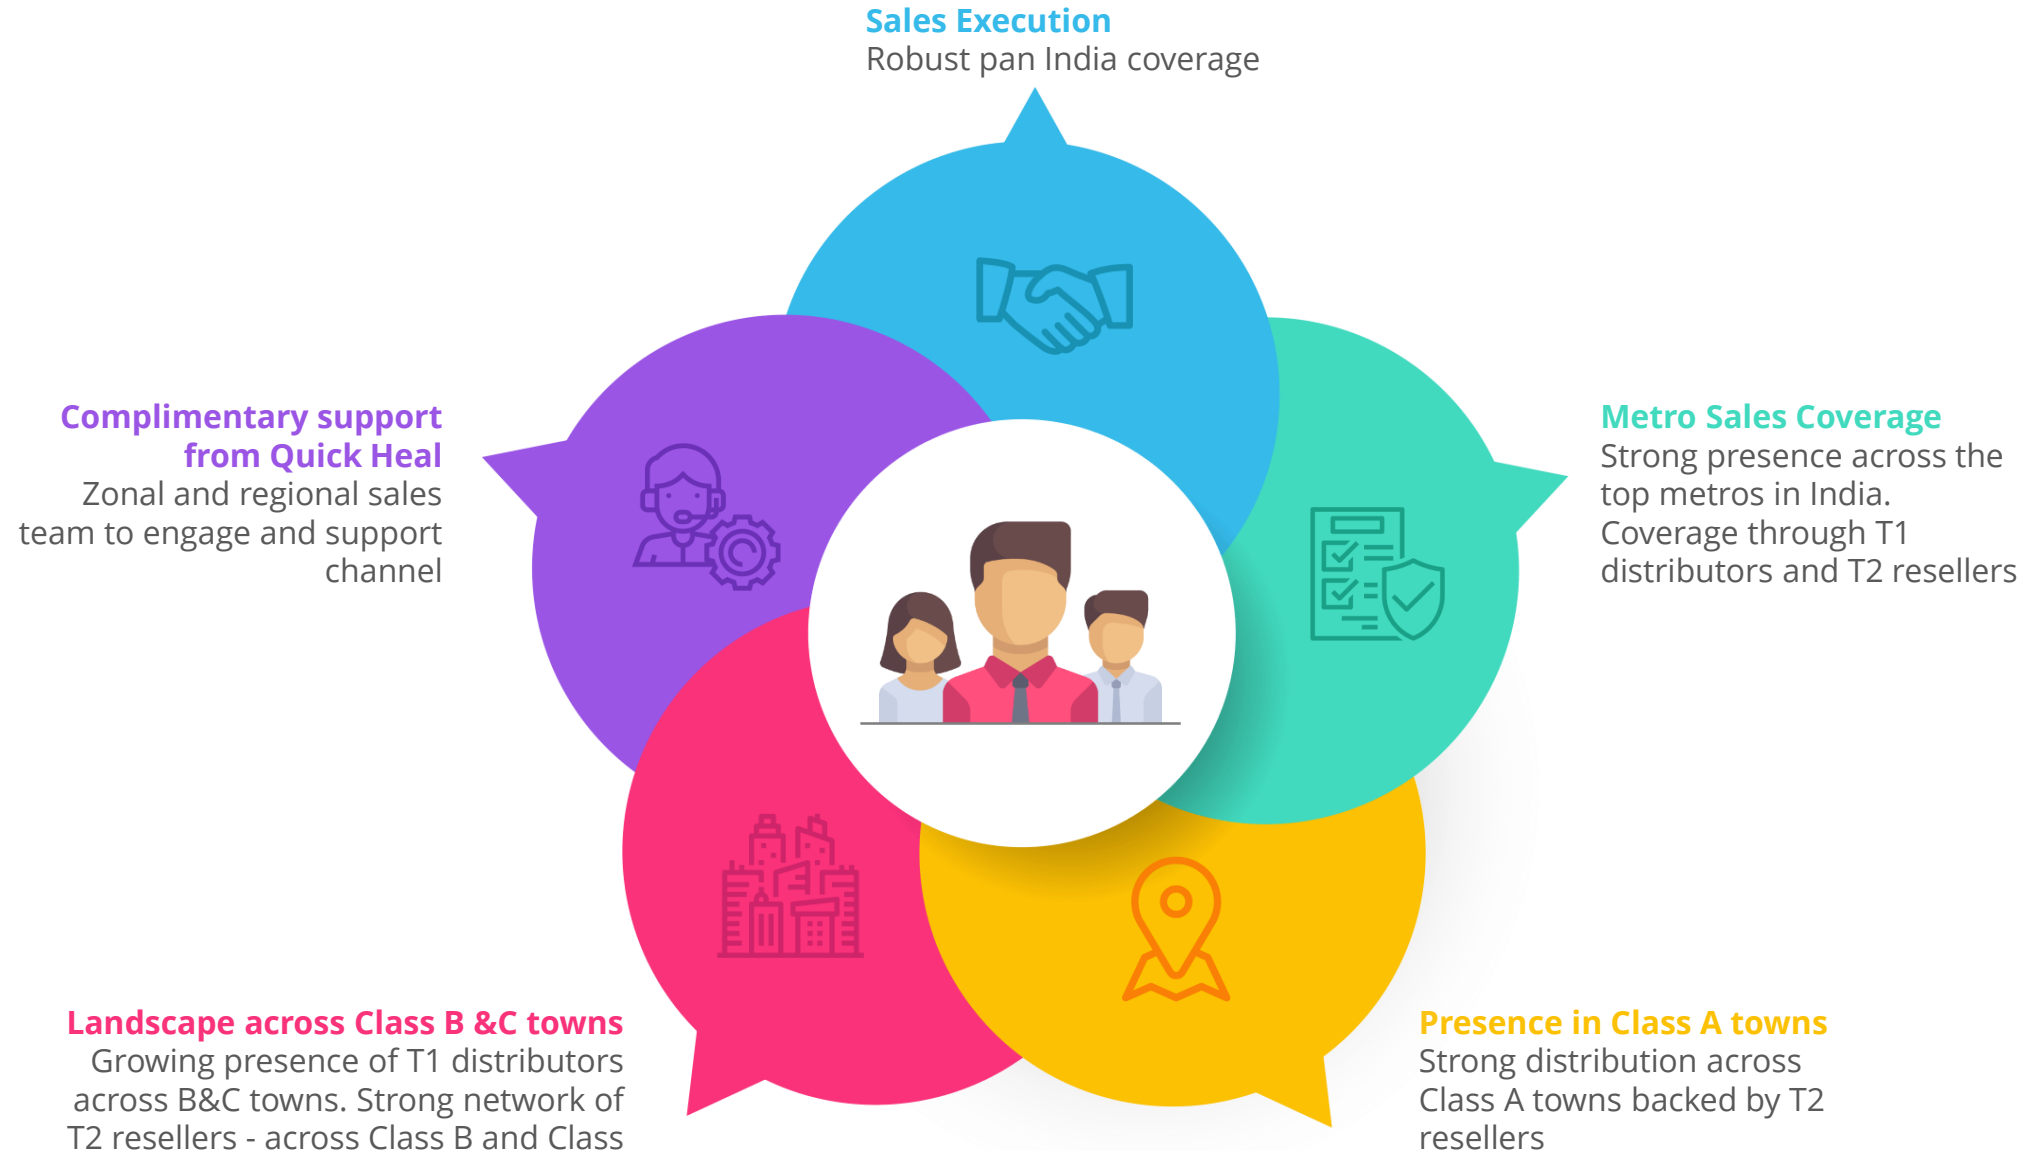 Sales Execution
Robust pan India coverage
Complimentary support
from Quick Heal
Zonal and regional sales
team to engage and support
channel
Metro Sales Coverage
Strong presence across the
top metros in India.
Coverage through T1
distributors and T2 resellers
Landscape across Class B &C towns
Growing presence of T1 distributors
across B&C towns. Strong network of
T2 resellers - across Class B and Class
Presence in Class A towns
Strong distribution across
Class A towns backed by T2
resellers